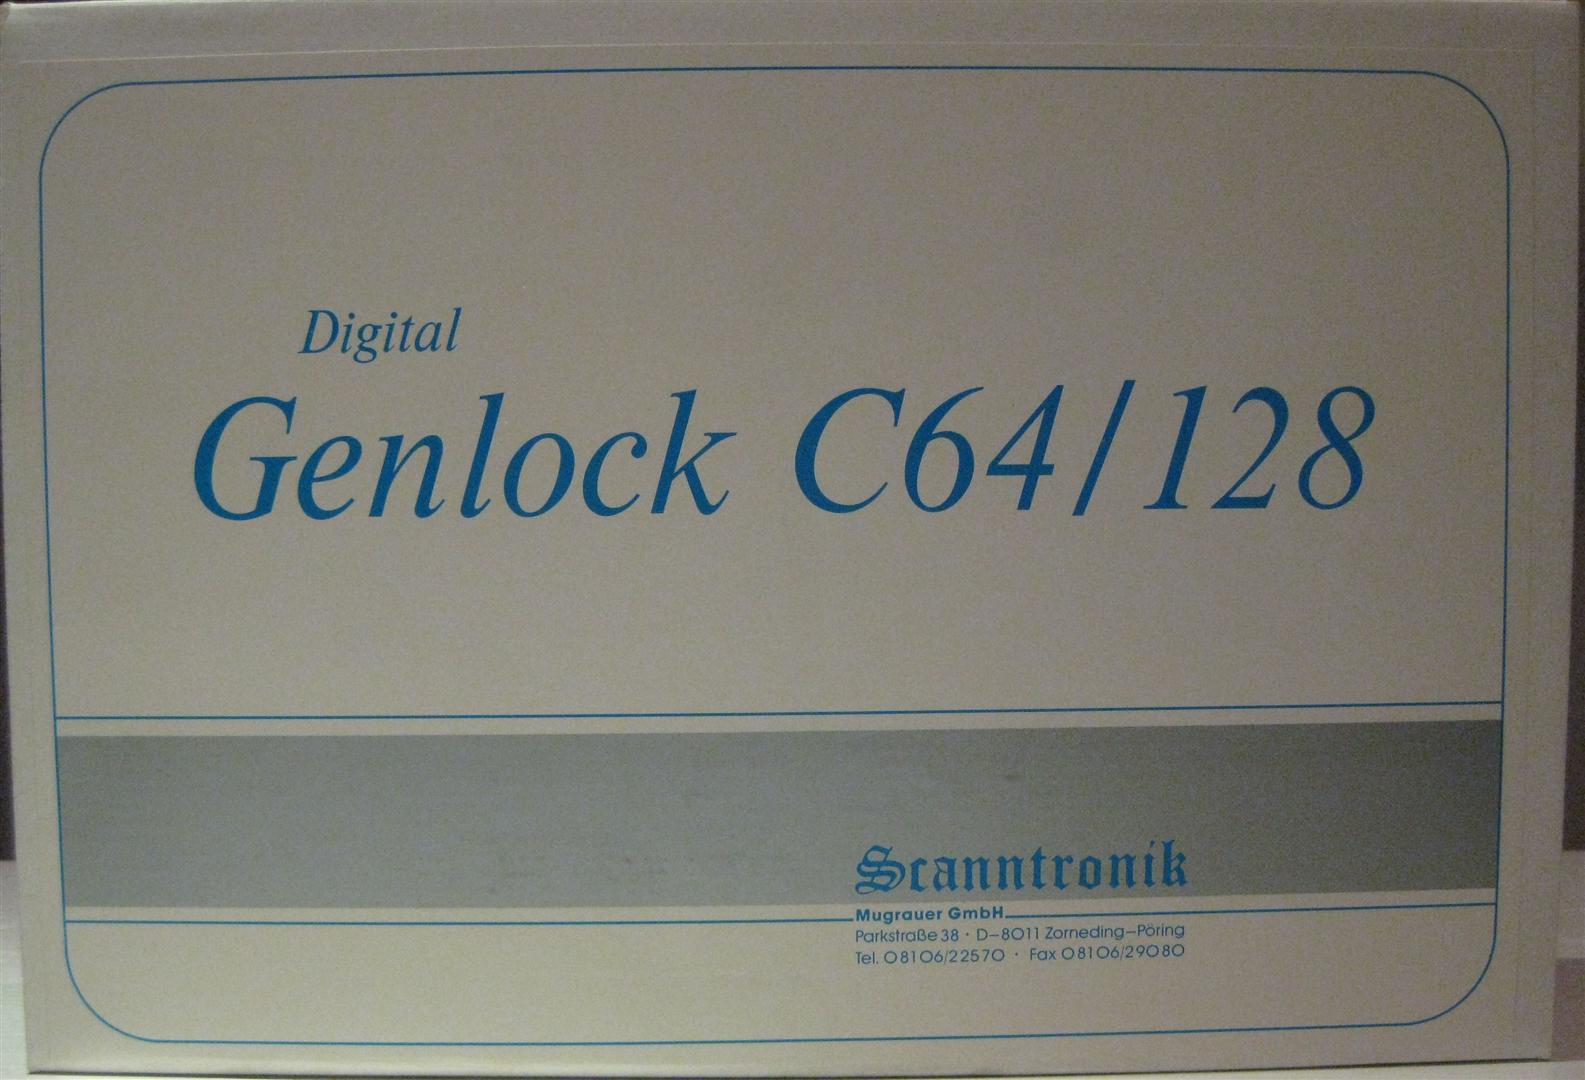 Digital
Genlock C64/128
Scanntronik
Mugrauer GmbH
Parkstraße 38 · D–8011 Zorneding–Pöring
Tel. 08106/22570 · Fax 08106/29080